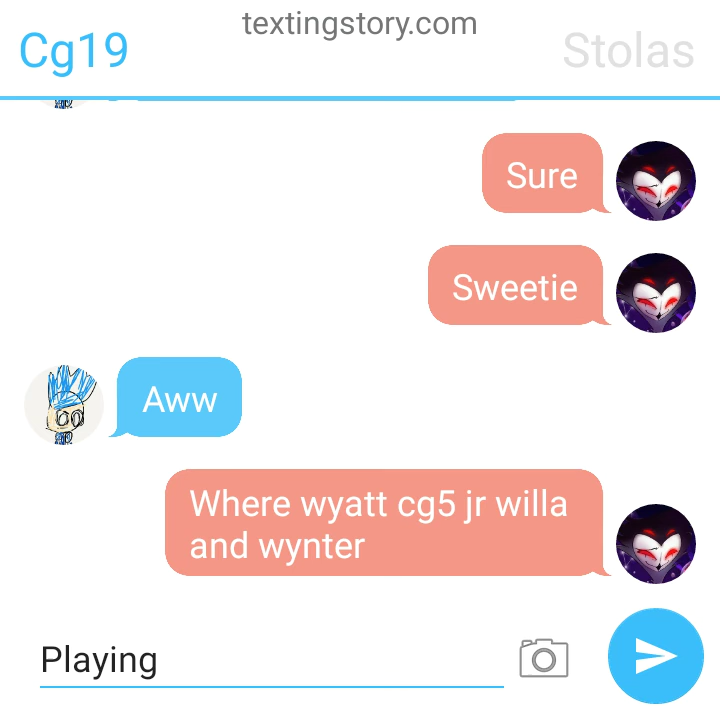 textingstory.com
Cg19
Stolas
Sure
Sweetie
Aww
Where wyatt cg5 jr willa
and wynter
Playing